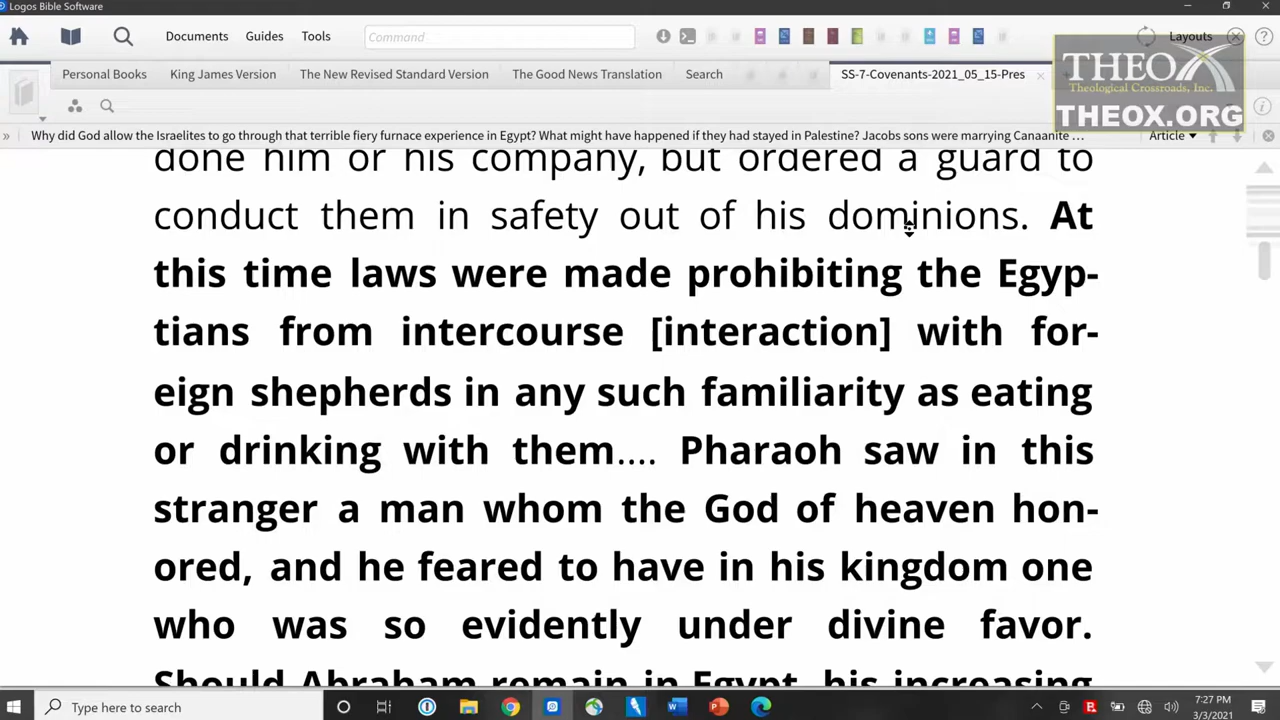 Logos Bible Software
Documents Guides Tools Command Layouts
Personal Books King James Version The New Revised Standard Version The Good News Translation Search SS-7-Covenants-2021_05_15-Pres
THEOX
Theological Crossroads, Inc.
THEOX.ORG
Why did God allow the Israelites to go through that terrible fiery furnace experience in Egypt? What might have happened if they had stayed in Palestine? Jacobs sons were marrying Canaanite ... Article
done him or his company, but ordered a guard to
conduct them in safety out of his dominions. At
this time laws were made prohibiting the Egyp-
tians from intercourse [interaction] with for-
eign shepherds in any such familiarity as eating
or drinking with them.... Pharaoh saw in this
stranger a man whom the God of heaven hon-
ored, and he feared to have in his kingdom one
who was so evidently under divine favor.
Should Abraham remain in Egypt, his increasing
Type here to search
7:27 PM
3/3/2021